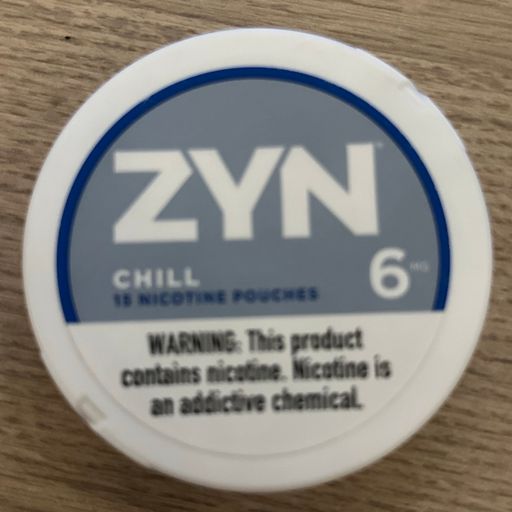 ZYN
CHILL
6 MG
15 NICOTINE POUCHES
WARNING: This product
contains nicotine. Nicotine is
an addictive chemical.